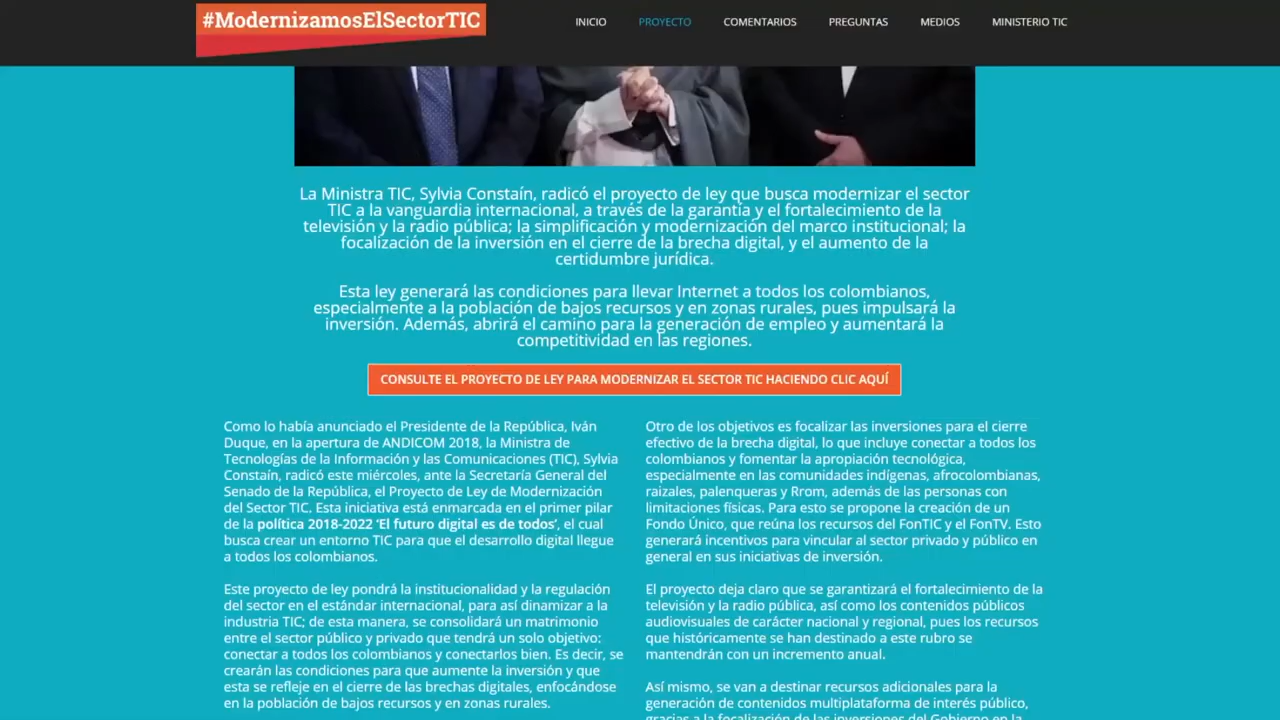 #ModernizamosElSectorTIC
INICIO
PROYECTO
COMENTARIOS
PREGUNTAS
MEDIOS
MINISTERIO TIC
La Ministra TIC, Sylvia Constaín, radicó el proyecto de ley que busca modernizar el sector
TIC a la vanguardia internacional, a través de la garantía y el fortalecimiento de la
televisión y la radio pública; la simplificación y modernización del marco institucional; la
focalización de la inversión en el cierre de la brecha digital, y el aumento de la
certidumbre jurídica.
Esta ley generará las condiciones para llevar Internet a todos los colombianos,
especialmente a la población de bajos recursos y en zonas rurales, pues impulsará la
inversión. Además, abrirá el camino para la generación de empleo y aumentará la
competitividad en las regiones.
CONSULTE EL PROYECTO DE LEY PARA MODERNIZAR EL SECTOR TIC HACIENDO CLIC AQUÍ
Como lo había anunciado el Presidente de la República, Iván
Duque, en la apertura de ANDICOM 2018, la Ministra de
Tecnologías de la Información y las Comunicaciones (TIC), Sylvia
Constaín, radicó este miércoles, ante la Secretaría General del
Senado de la República, el Proyecto de Ley de Modernización
del Sector TIC. Esta iniciativa está enmarcada en el primer pilar
de la política 2018-2022 'El futuro digital es de todos', el cual
busca crear un entorno TIC para que el desarrollo digital llegue
a todos los colombianos.
Este proyecto de ley pondrá la institucionalidad y la regulación
del sector en el estándar internacional, para así dinamizar a la
industria TIC; de esta manera, se consolidará un matrimonio
entre el sector público y privado que tendrá un solo objetivo:
conectar a todos los colombianos y conectarlos bien. Es decir, se
crearán las condiciones para que aumente la inversión y que
esta se refleje en el cierre de las brechas digitales, enfocándose
en la población de bajos recursos y en zonas rurales.
Otro de los objetivos es focalizar las inversiones para el cierre
efectivo de la brecha digital, lo que incluye conectar a todos los
colombianos y fomentar la apropiación tecnológica,
especialmente en las comunidades indígenas, afrocolombianas,
raizales, palenqueras y Rrom, además de las personas con
limitaciones físicas. Para esto se propone la creación de un
Fondo Único, que reúna los recursos del FonTIC y el FonTV. Esto
generará incentivos para vincular al sector privado y público en
general en sus iniciativas de inversión.
El proyecto deja claro que se garantizará el fortalecimiento de la
televisión y la radio pública, así como los contenidos públicos
audiovisuales de carácter nacional y regional, pues los recursos
que históricamente se han destinado a este rubro se
mantendrán con un incremento anual.
Así mismo, se van a destinar recursos adicionales para la
generación de contenidos multiplataforma de interés público,
gracias a la focalización de las inversiones del Gobierno en la